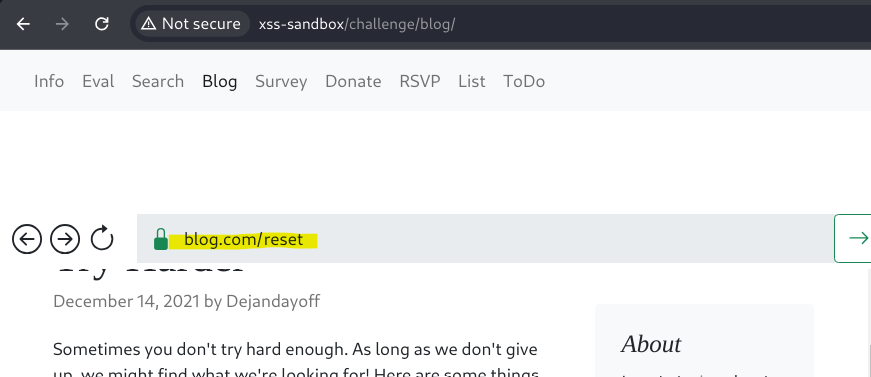 Not secure xss-sandbox/challenge/blog/
Info Eval Search Blog Survey Donate RSVP List ToDo
blog.com/reset
Try Harder
December 14, 2021 by Dejandayoff
Sometimes you don't try hard enough. As long as we don't give
up, we might find what we're looking for! Here are some things
About